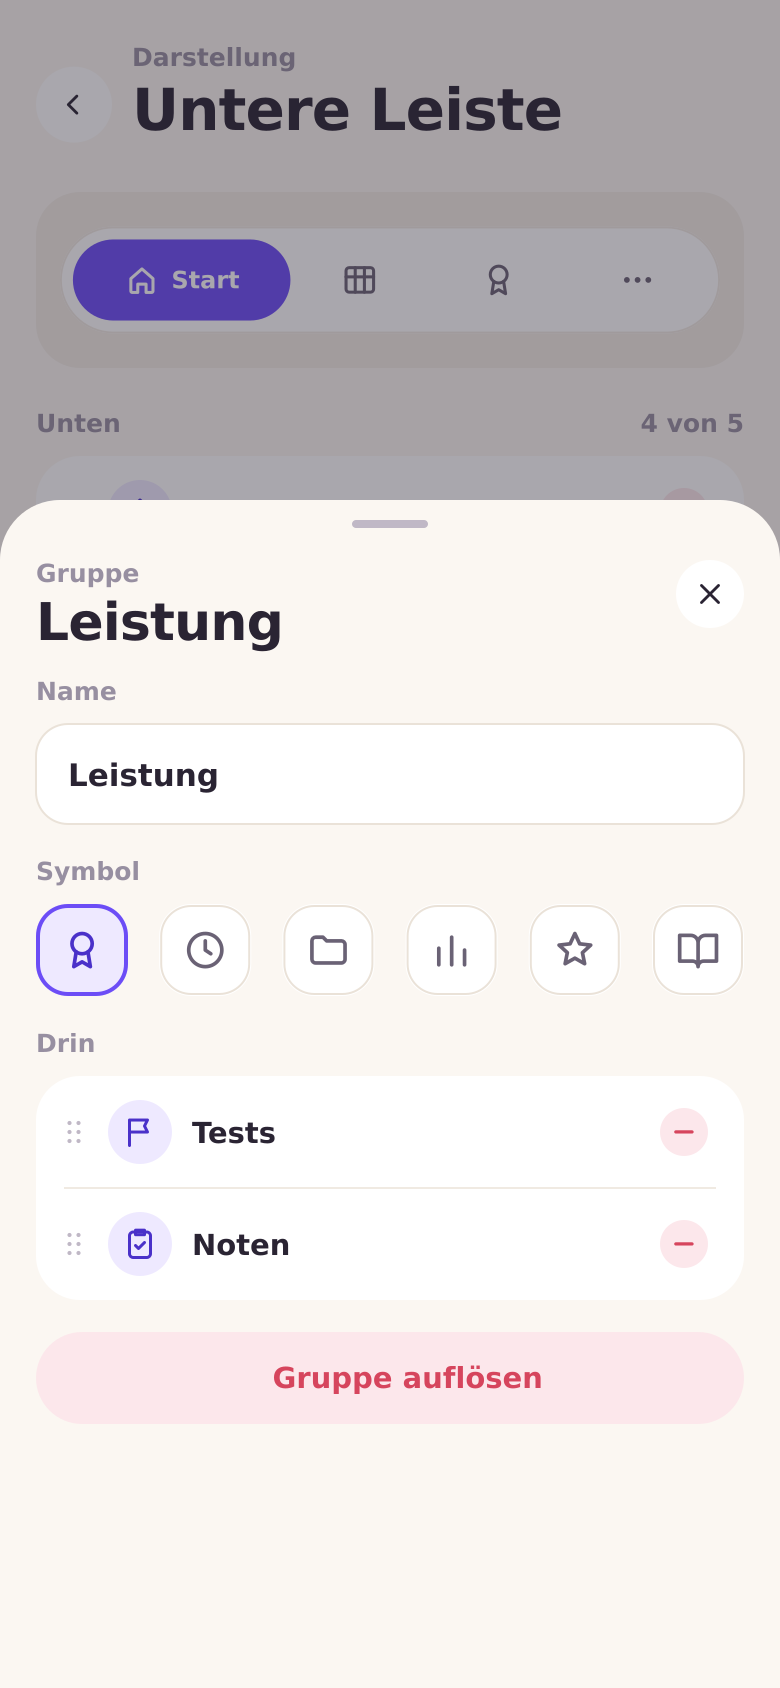 Darstellung
Untere Leiste
Start
Unten
4 von 5
Gruppe
Leistung
Name
Leistung
Symbol
Drin
Tests
Noten
Gruppe auflösen